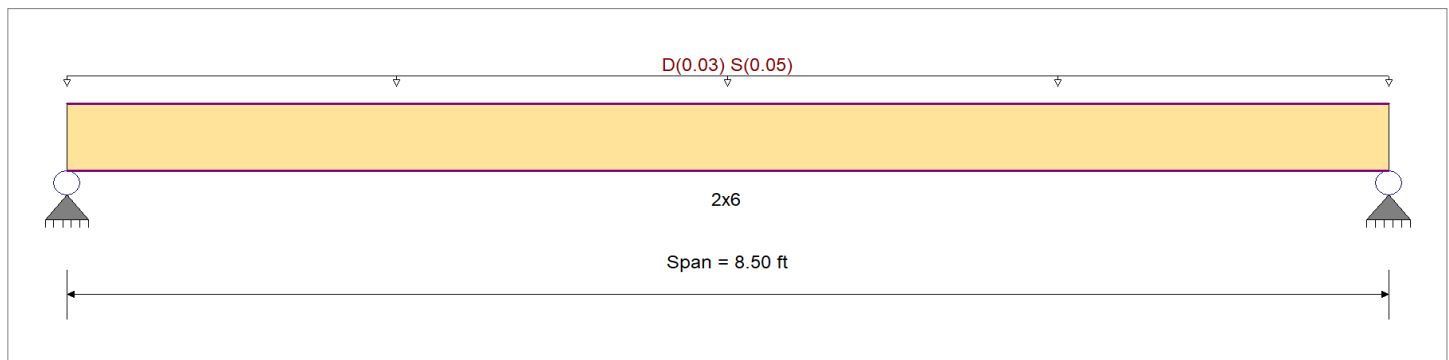 D(0.03) S(0.05)
2x6
Span = 8.50 ft